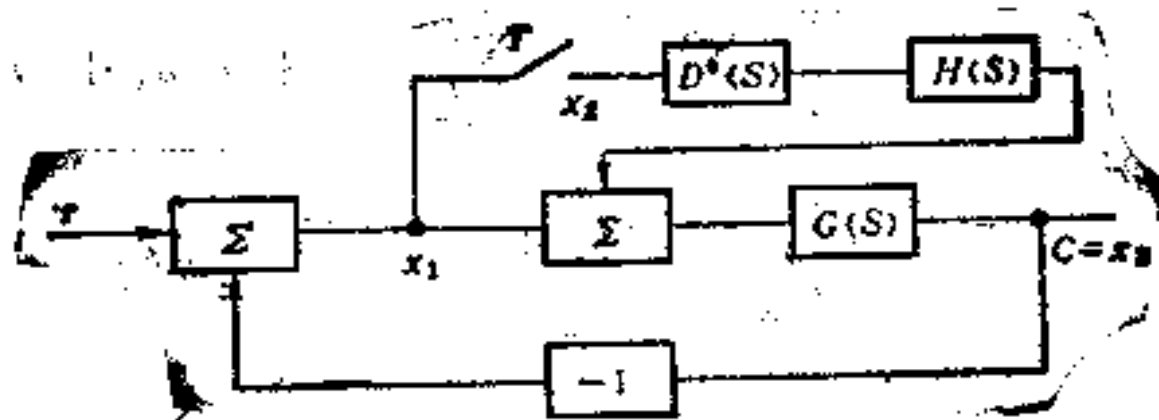 T
x₂ D*(S) H(S)
r Σ x₁ Σ G(S) C=x₃
−1